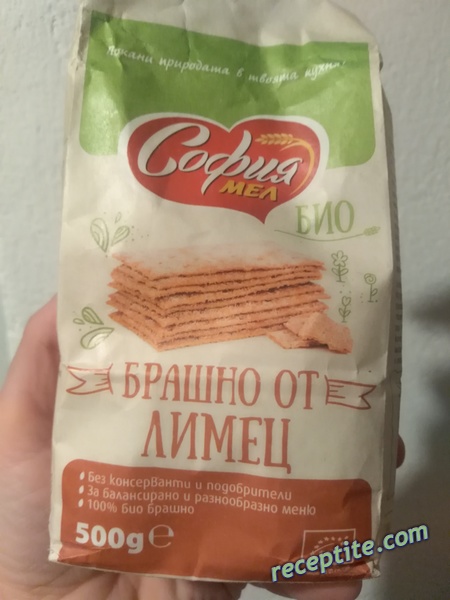 Покани природата в твоята кухня!
София
МЕЛ
БИО
БРАШНО ОТ
ЛИМЕЦ
Без консерванти и подобрители
За балансирано и разнообразно меню
100% био брашно
500g e
receptite.com